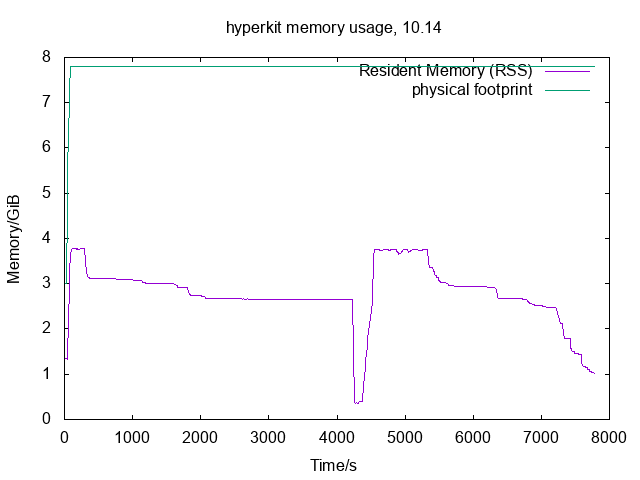 hyperkit memory usage, 10.14
8
7
6
5
4
3
2
1
0
Memory/GiB
Resident Memory (RSS)
physical footprint
0 1000 2000 3000 4000 5000 6000 7000 8000
Time/s